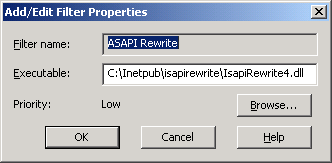 Add/Edit Filter Properties
Filter name: ASAPI Rewrite
Executable: C:\Inetpub\isapirewrite\IsapiRewrite4.dll
Priority: Low Browse...
OK Cancel Help